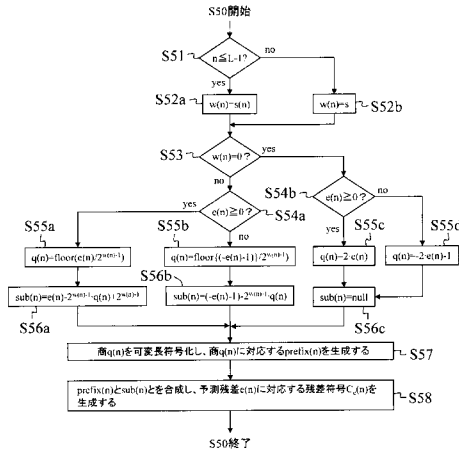 S50開始
S51
n≦L-1?
no
yes
S52a
w(n)=s(n)
w(n)=s
S52b
S53
w(n)=0?
yes
no
S54b
e(n)≧0?
no
yes
e(n)≧0?
S54a
yes
no
S55a
S55b
S55c
S55d
q(n)=floor(e(n)/2^{w(n)-1})
q(n)=floor{(-e(n)-1)}/2^{w(n)-1})
q(n)=2·e(n)
q(n)=-2·e(n)-1
S56b
sub(n)=e(n)-2^{w(n)-1}·q(n)+2^{w(n)-1}
sub(n)=(-e(n)-1)-2^{w(n)-1}·q(n)
sub(n)=null
S56a
S56c
商q(n)を可変長符号化し、商q(n)に対応するprefix(n)を生成する
S57
prefix(n)とsub(n)とを合成し、予測残差e(n)に対応する残差符号C_e(n)を
生成する
S58
S50終了